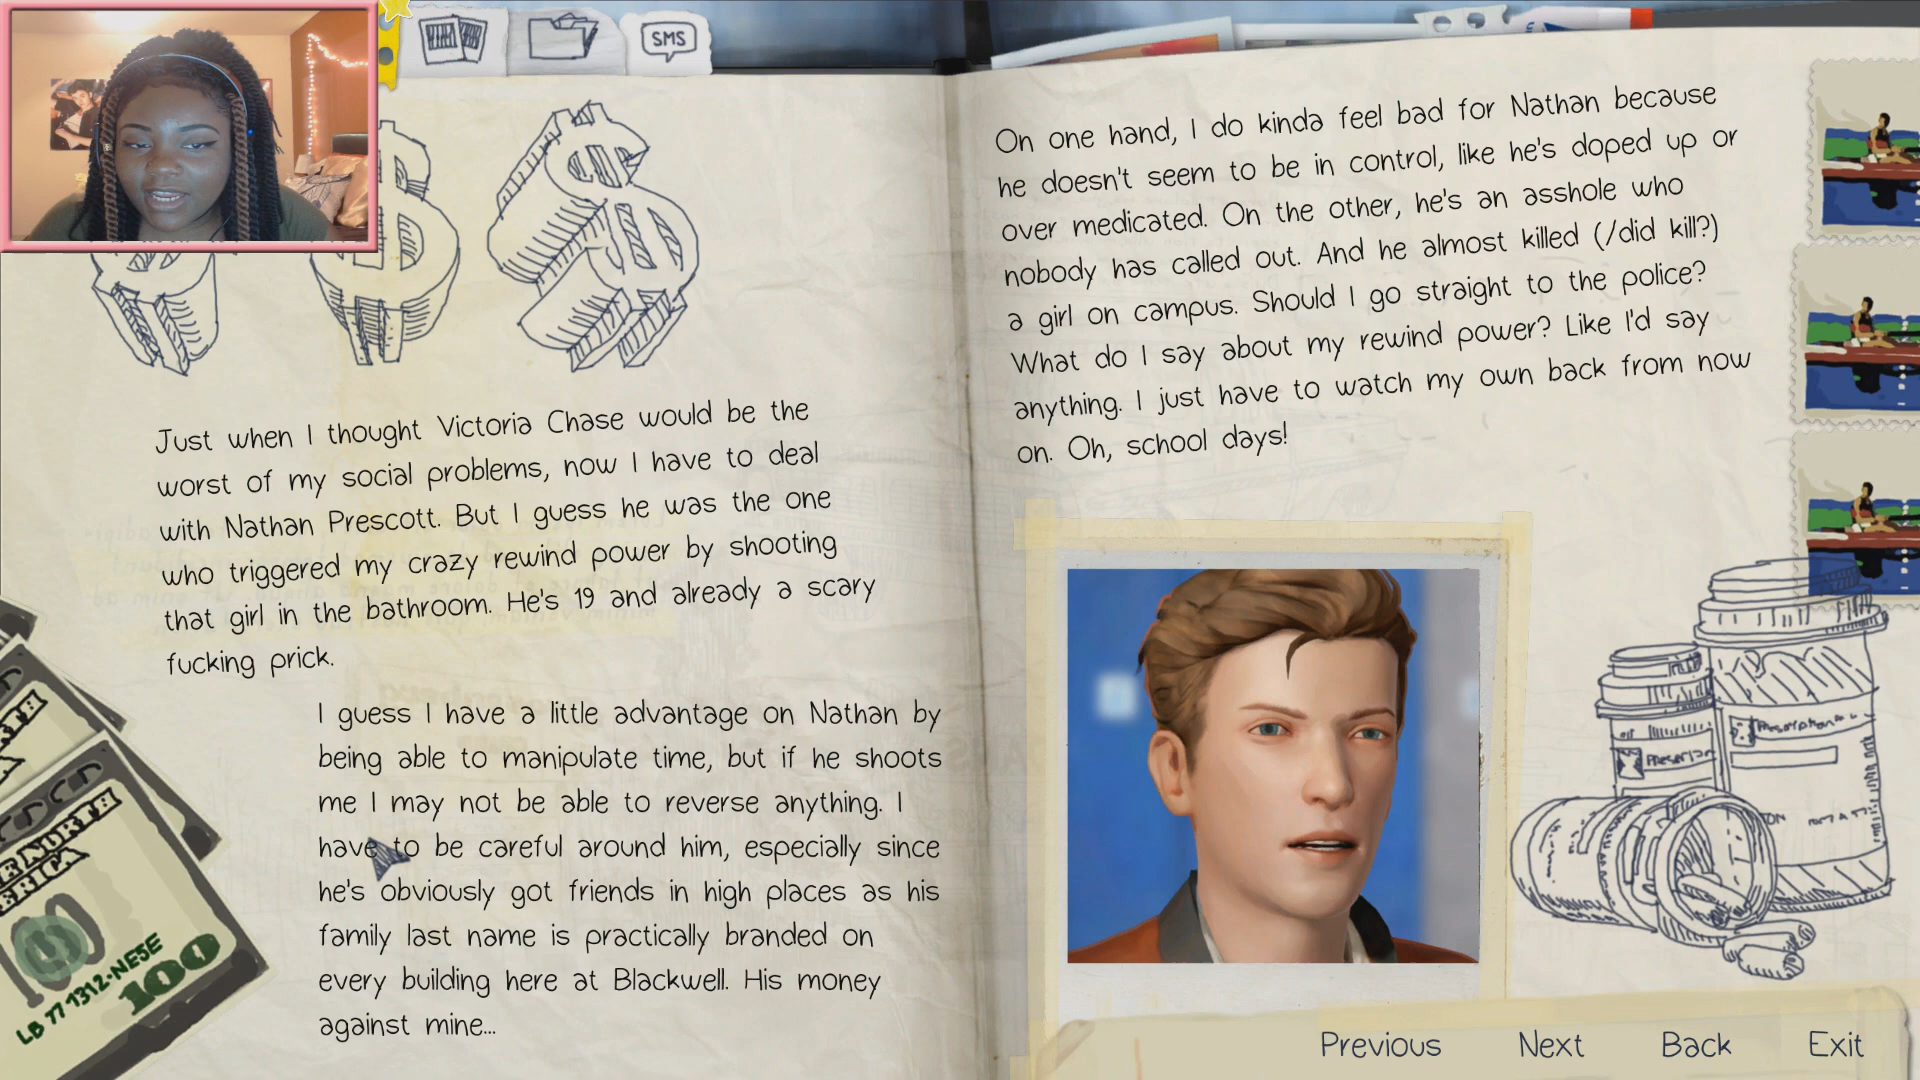 SMS
Just when I thought Victoria Chase would be the
worst of my social problems, now I have to deal
with Nathan Prescott. But I guess he was the one
who triggered my crazy rewind power by shooting
that girl in the bathroom. He's 19 and already a scary
fucking prick.
I guess I have a little advantage on Nathan by
being able to manipulate time, but if he shoots
me I may not be able to reverse anything. I
have to be careful around him, especially since
he's obviously got friends in high places as his
family last name is practically branded on
every building here at Blackwell. His money
against mine...
LB 77 1312-NESE
100
On one hand, I do kinda feel bad for Nathan because
he doesn't seem to be in control, like he's doped up or
over medicated. On the other, he's an asshole who
nobody has called out. And he almost killed (/did kill?)
a girl on campus. Should I go straight to the police?
What do I say about my rewind power? Like I'd say
anything. I just have to watch my own back from now
on. Oh, school days!
Prescription
Previous Next Back Exit